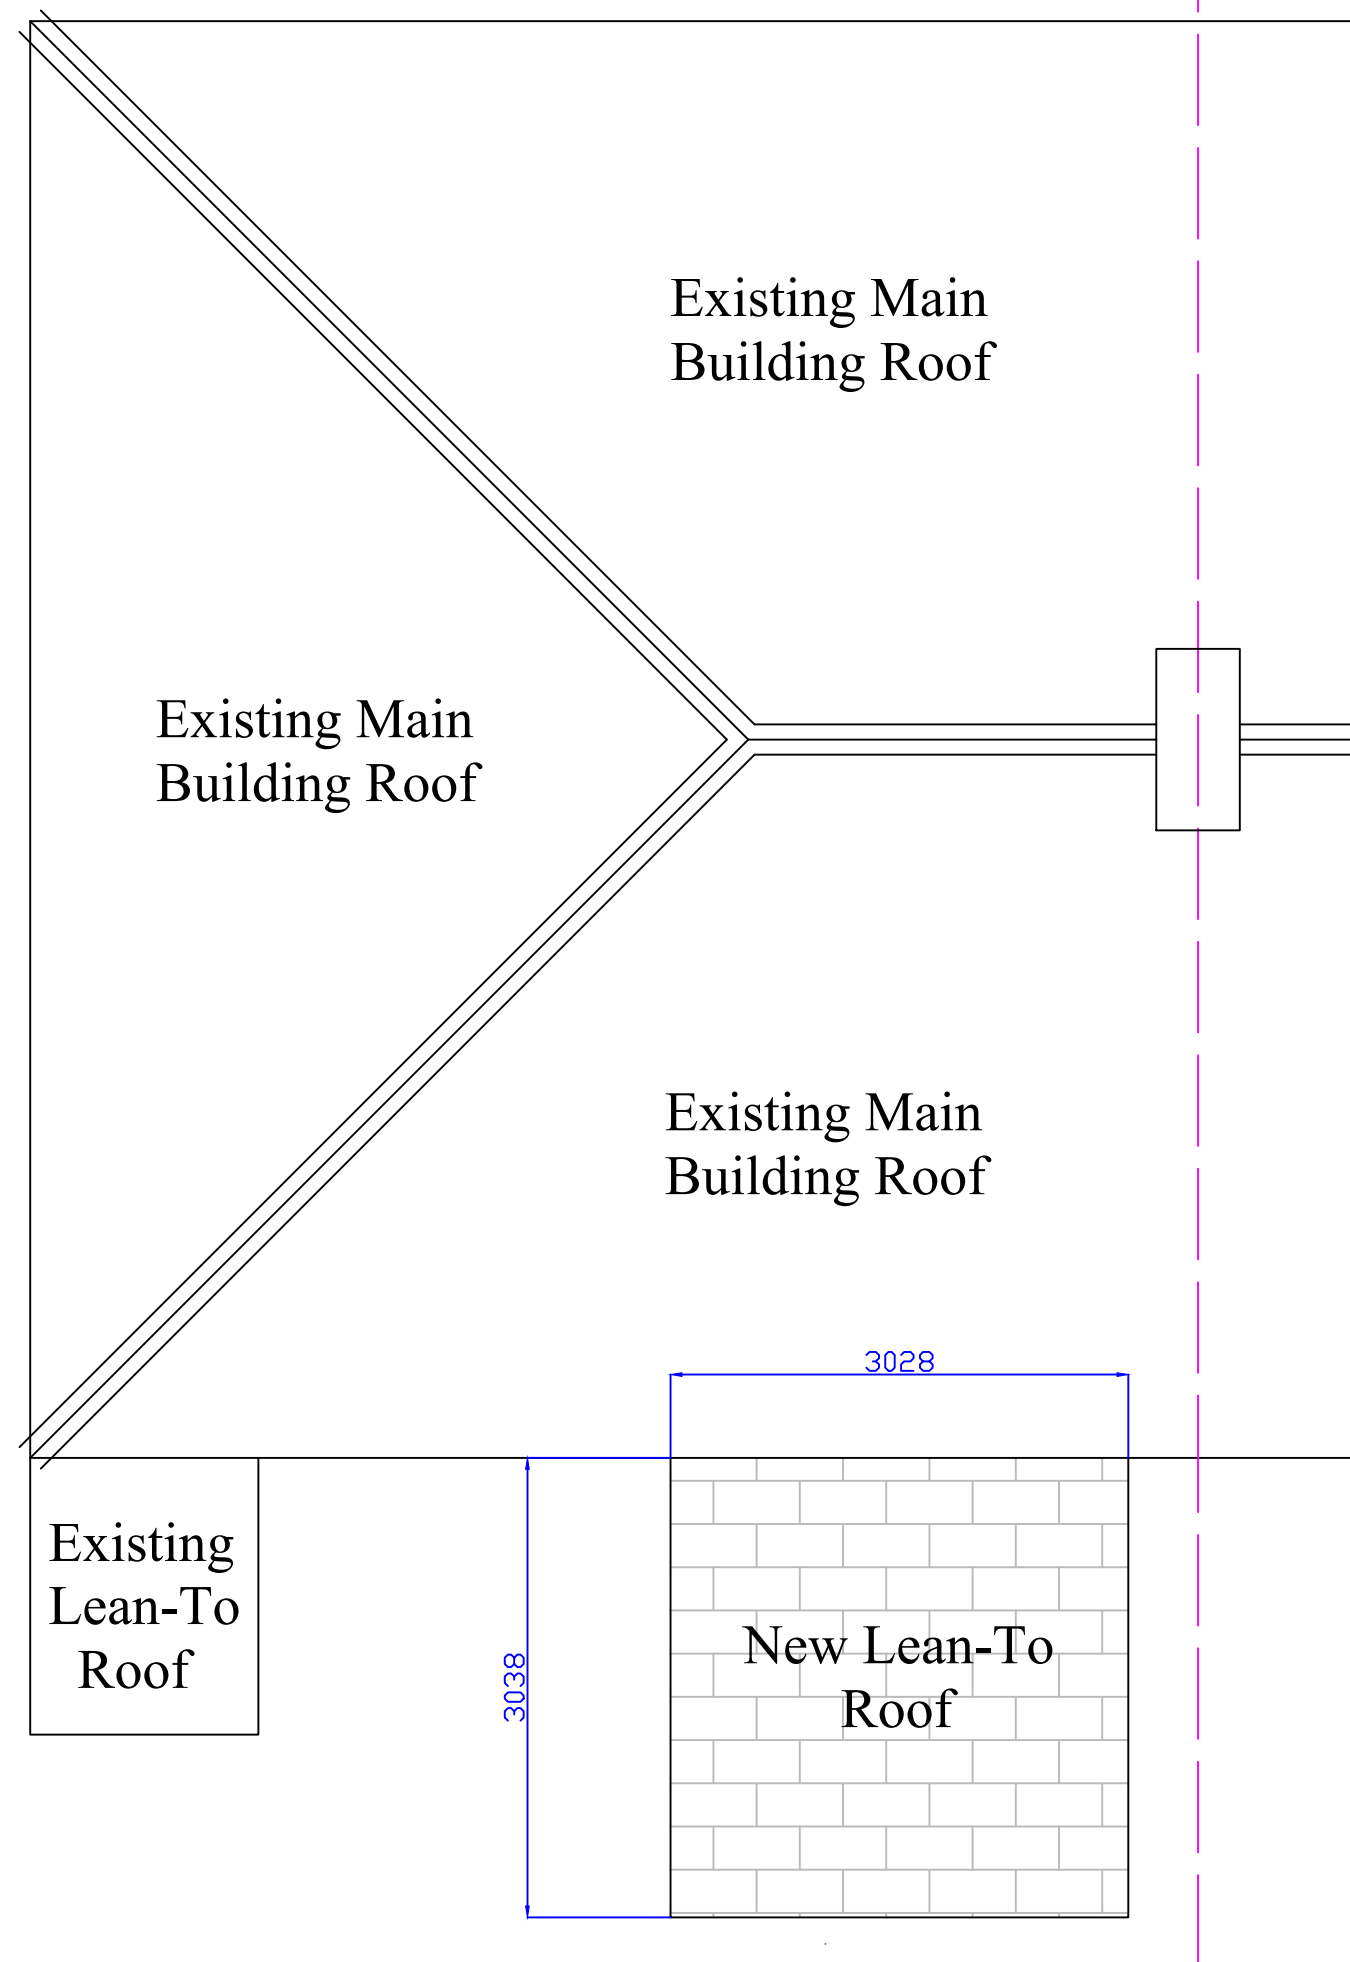 Existing Main
Building Roof
Existing Main
Building Roof
Existing Main
Building Roof
3028
Existing
Lean-To
Roof
3038
New Lean-To
Roof